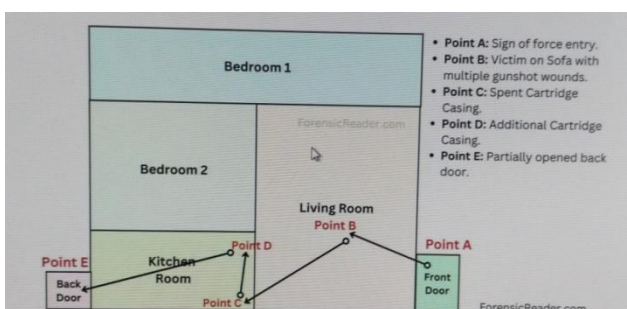 Bedroom 1
ForensicReader.com
Bedroom 2
Living Room
Point B
Point D
Point A
Point E
Kitchen
Room
Back
Door
Front
Door
Point C
ForensicReader.com
• Point A: Sign of force entry.
• Point B: Victim on Sofa with
multiple gunshot wounds.
• Point C: Spent Cartridge
Casing.
• Point D: Additional Cartridge
Casing.
• Point E: Partially opened back
door.